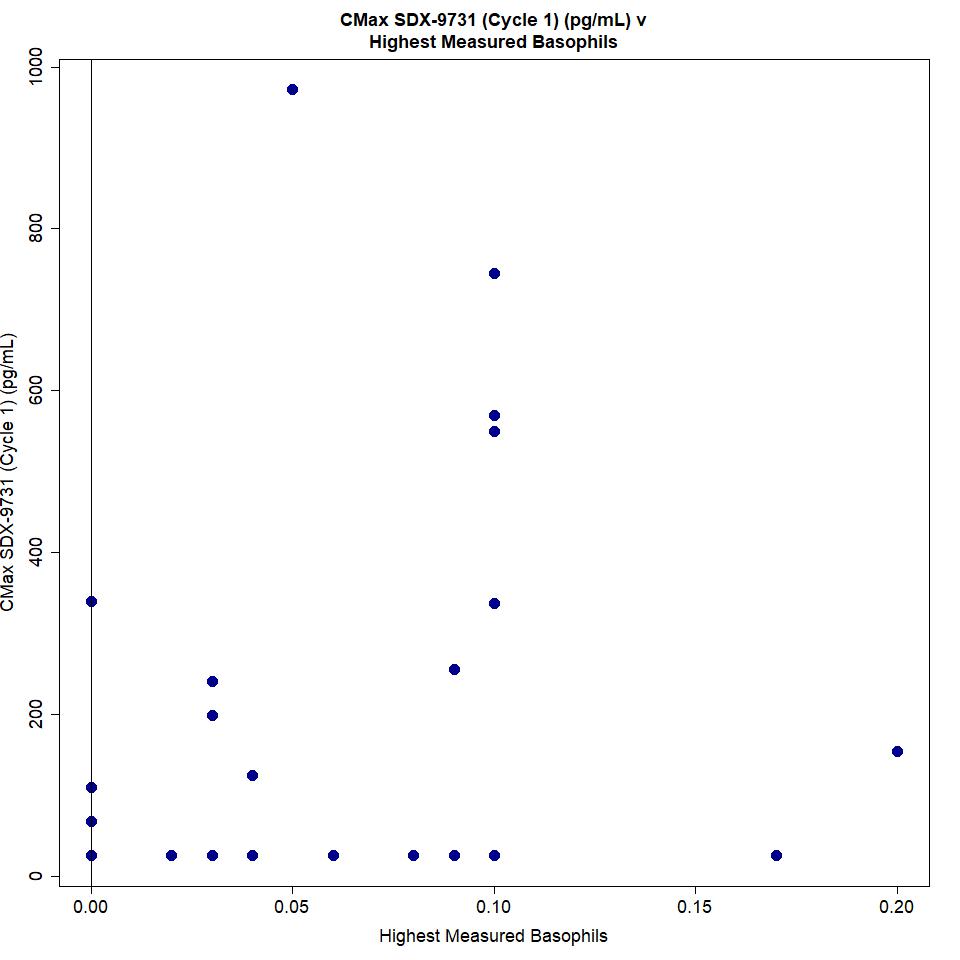 CMax SDX-9731 (Cycle 1) (pg/mL) v
Highest Measured Basophils
1000
800
600
400
200
0
CMax SDX-9731 (Cycle 1) (pg/mL)
0.00 0.05 0.10 0.15 0.20
Highest Measured Basophils